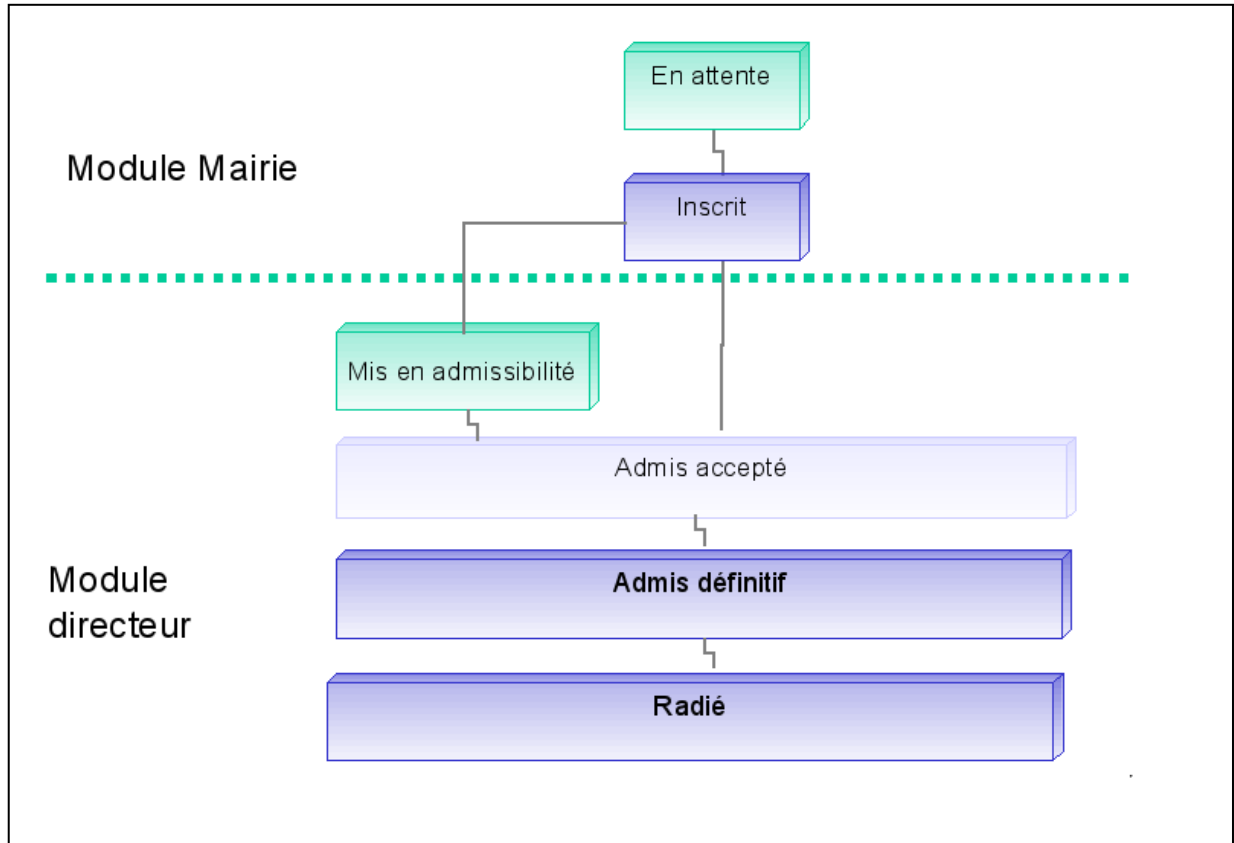 En attente
Module Mairie
Inscrit
Mis en admissibilité
Admis accepté
Module
directeur
Admis définitif
Radié